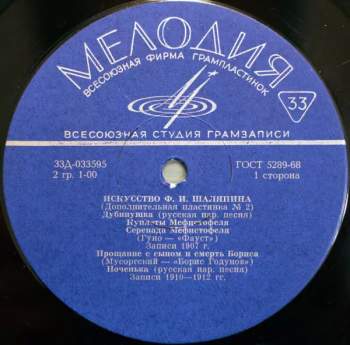 МЕЛОДИЯ
ВСЕСОЮЗНАЯ ФИРМА ГРАМПЛАСТИНОК
33
ВСЕСОЮЗНАЯ СТУДИЯ ГРАМЗАПИСИ
33Д-033595
ГОСТ 5289-68
2 гр. 1-00
1 сторона
ИСКУССТВО Ф. И. ШАЛЯПИНА
(Дополнительная пластинка № 2)
Дубинушка (русская нар. песня)
Куплеты Мефистофеля
Серенада Мефистофеля
(Гуно — «Фауст»)
Записи 1907 г.
Прощание с сыном и смерть Бориса
(Мусоргский — «Борис Годунов»)
Ноченька (русская нар. песня)
Записи 1910—1912 гг.